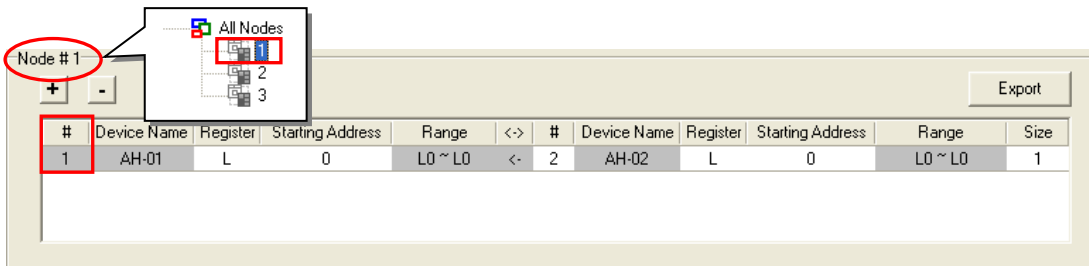 All Nodes
1
2
3
Node # 1
+ - Export
# Device Name Register Starting Address Range <-> # Device Name Register Starting Address Range Size
1 AH-01 L 0 L0 ~ L0 <- 2 AH-02 L 0 L0 ~ L0 1